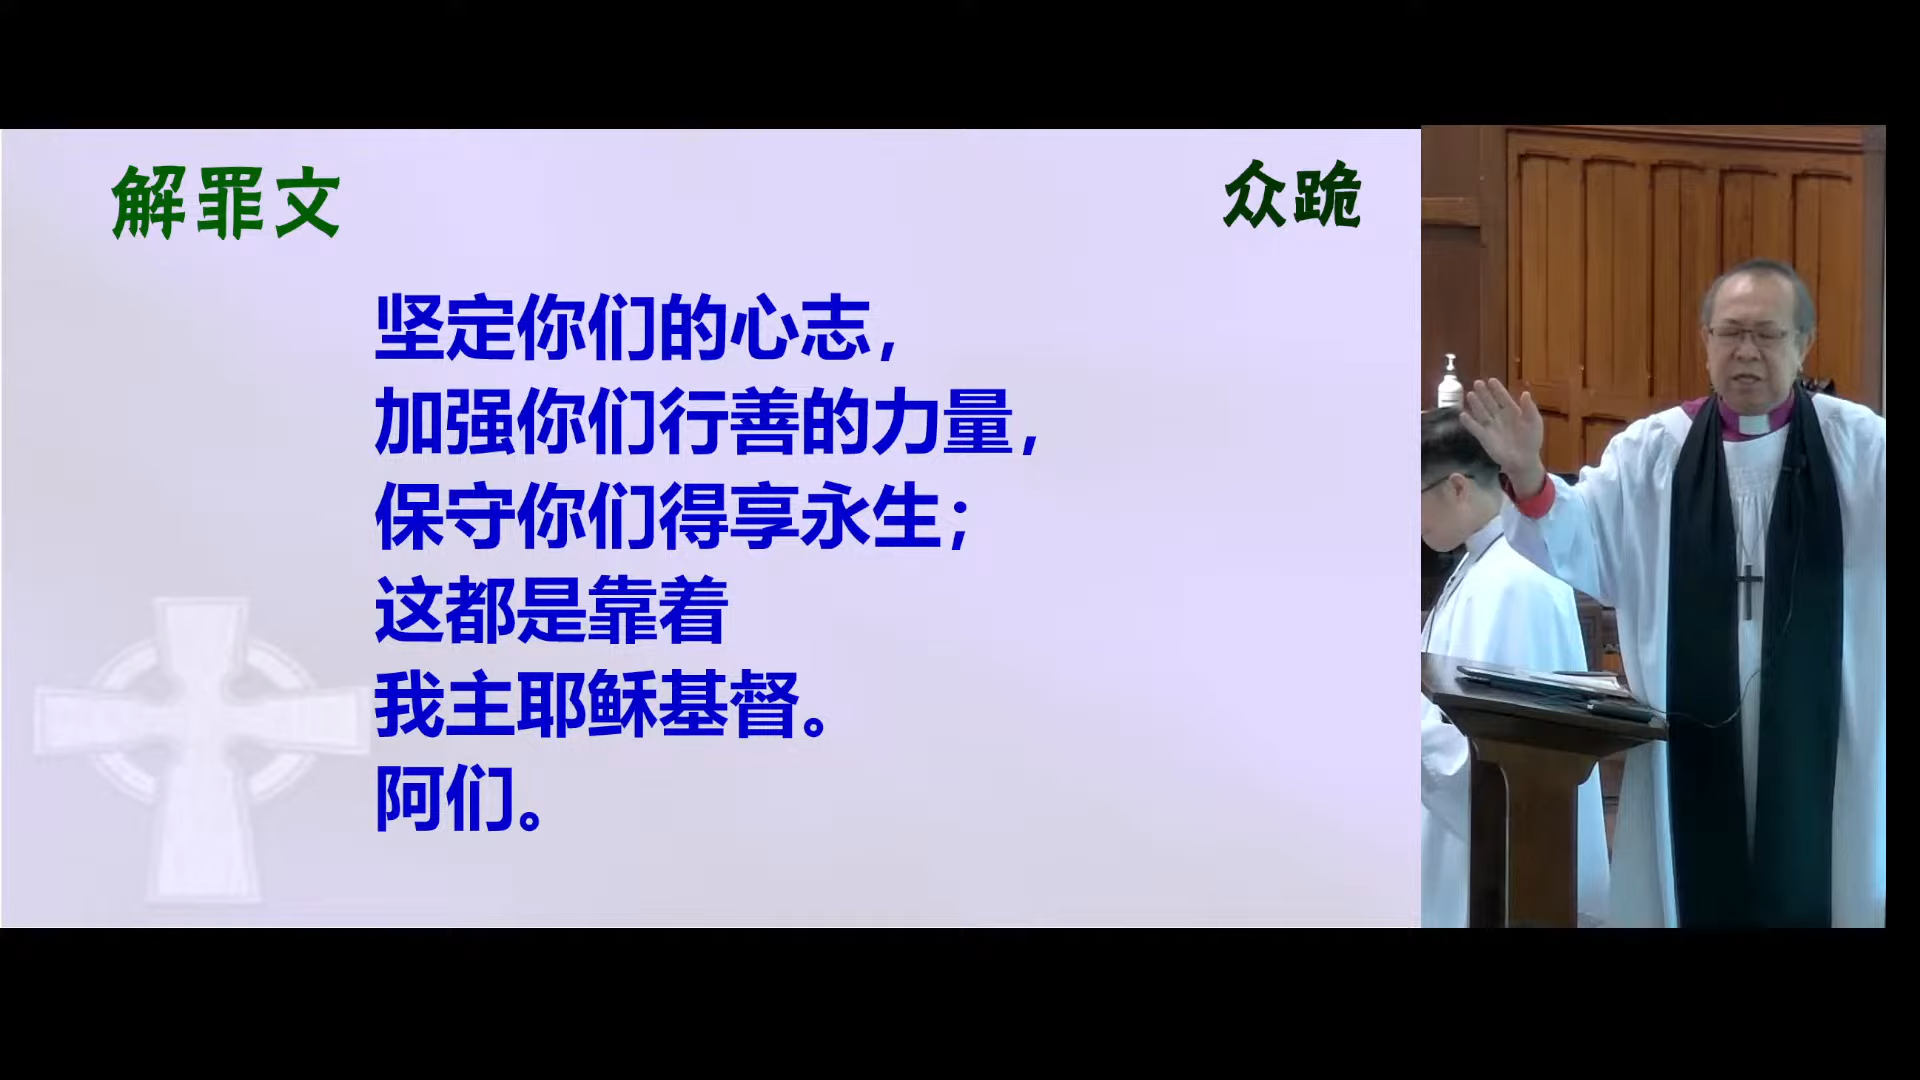 解罪文
众跪
坚定你们的心志，
加强你们行善的力量，
保守你们得享永生；
这都是靠着
我主耶稣基督。
阿们。